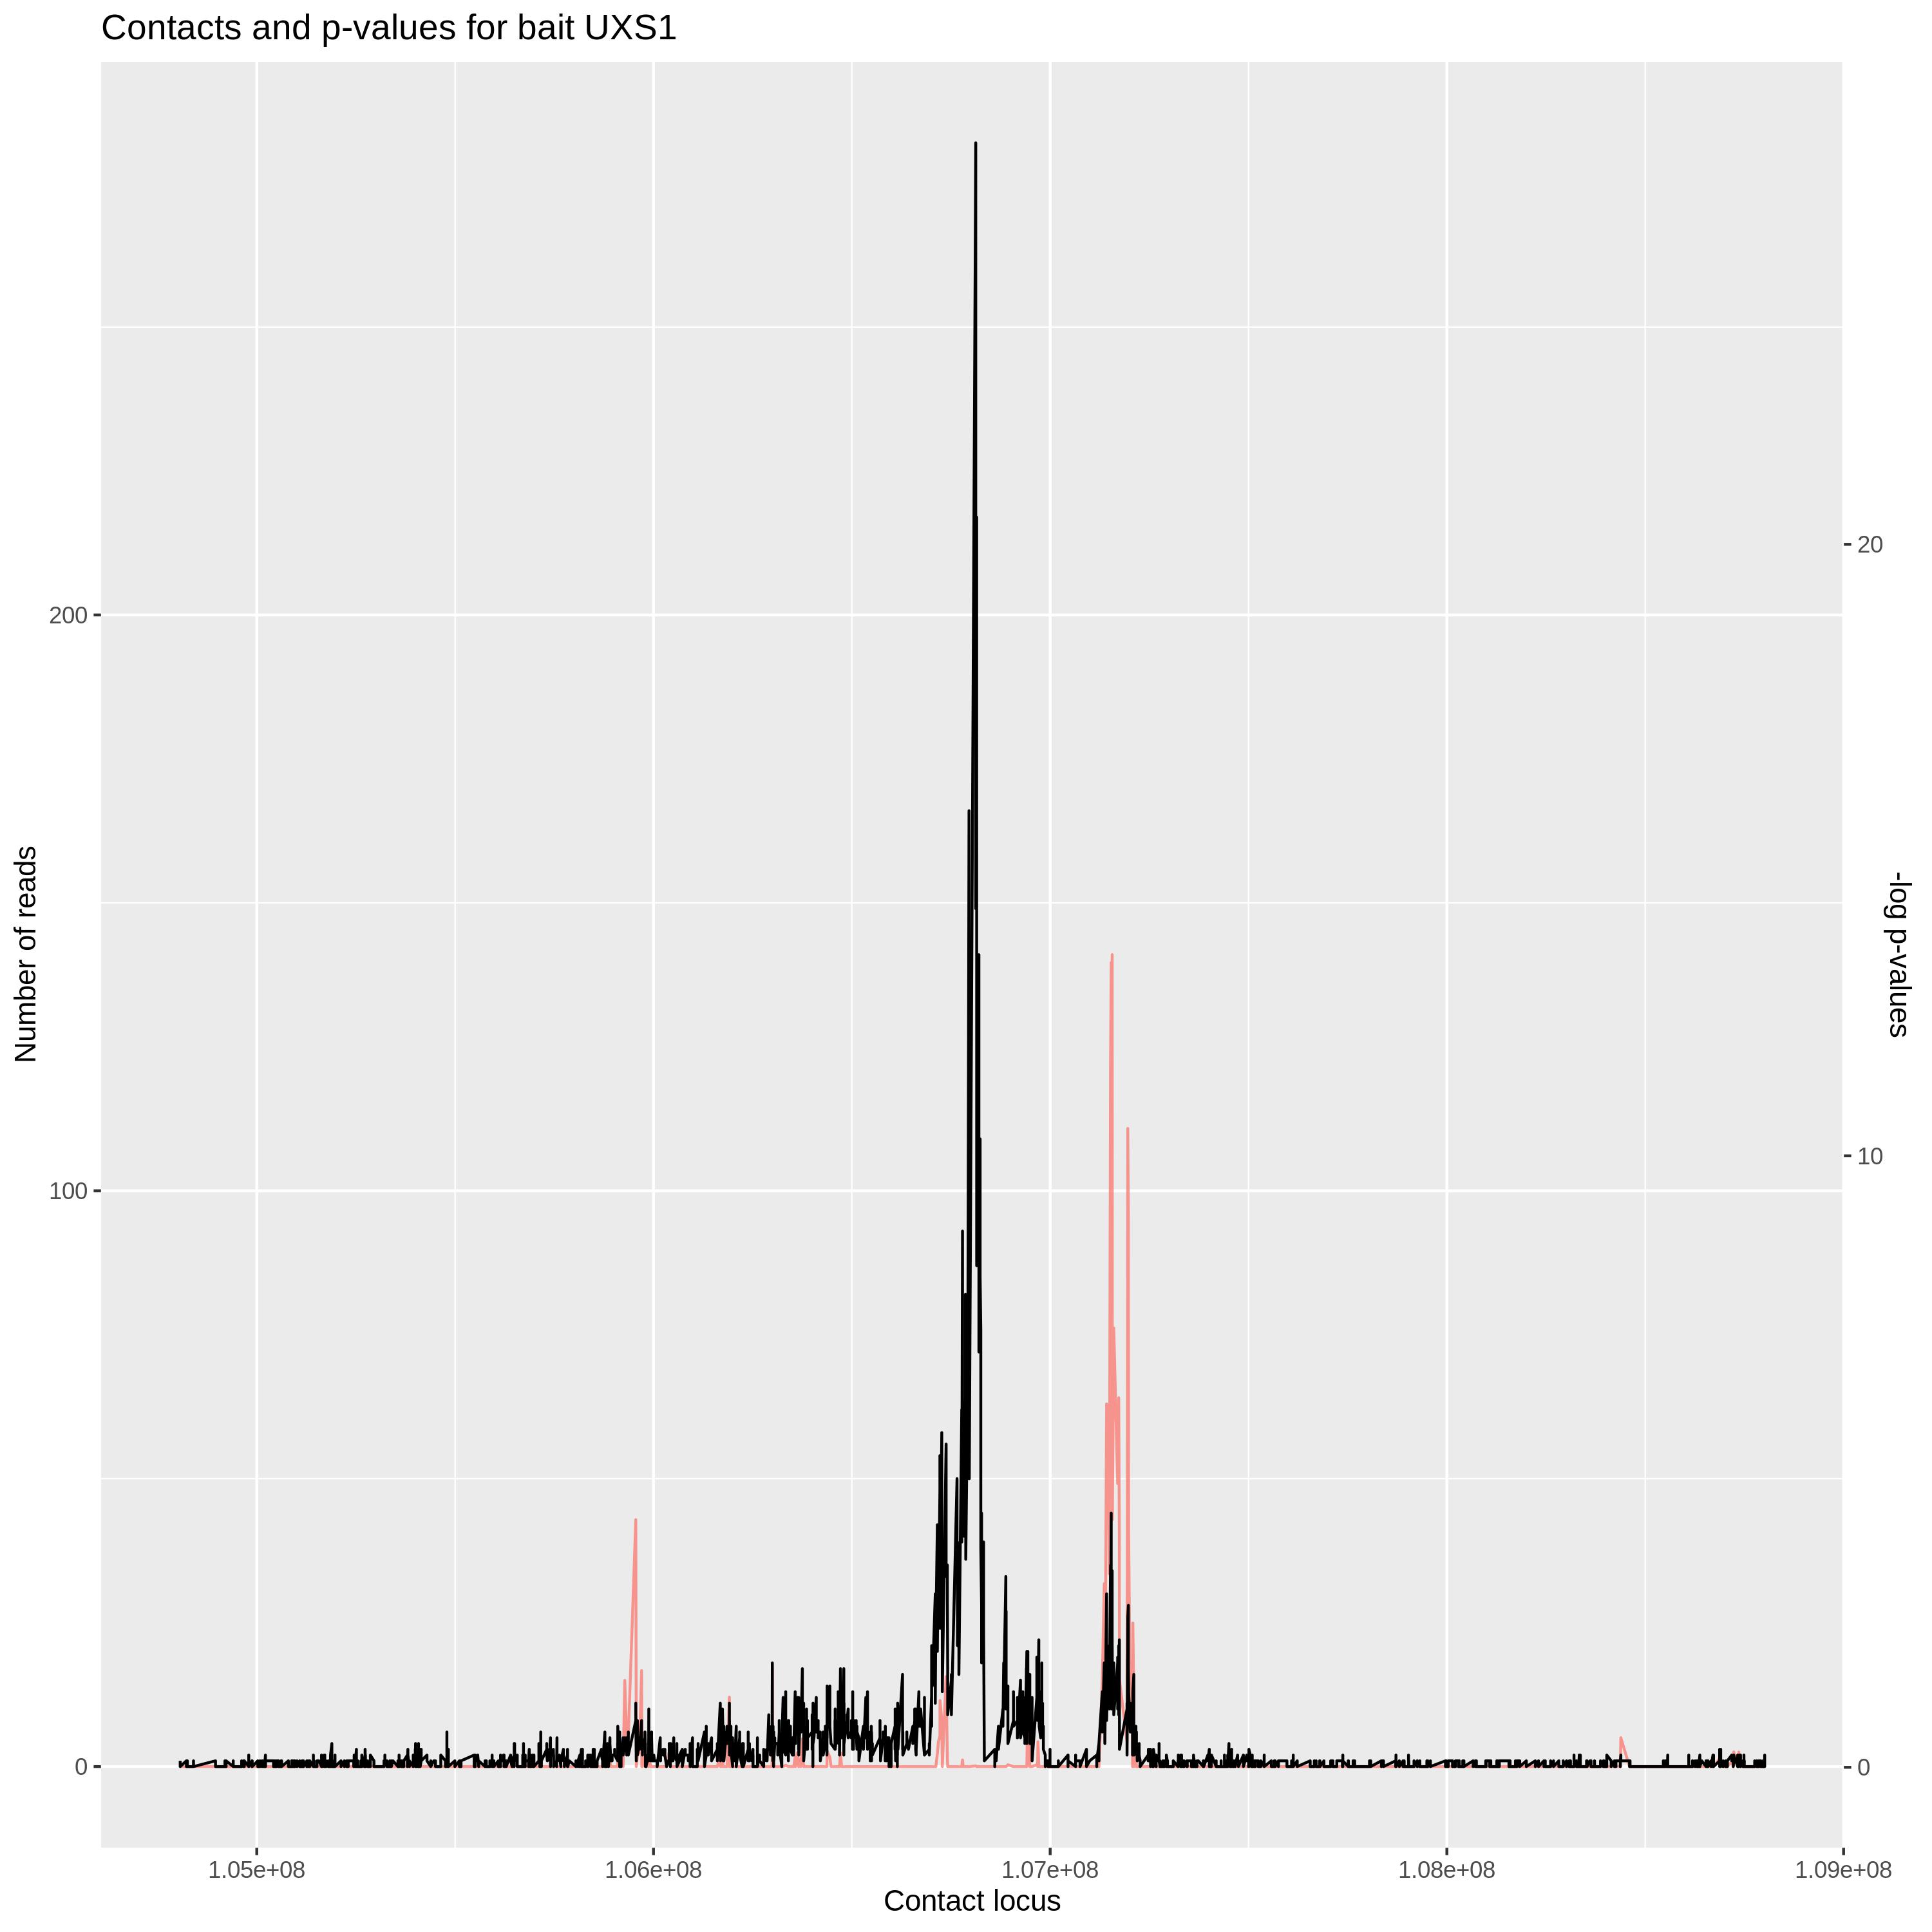 Contacts and p-values for bait UXS1
Number of reads
200
100
0
20
10
0
-log p-values
1.05e+08
1.06e+08
1.07e+08
1.08e+08
1.09e+08
Contact locus